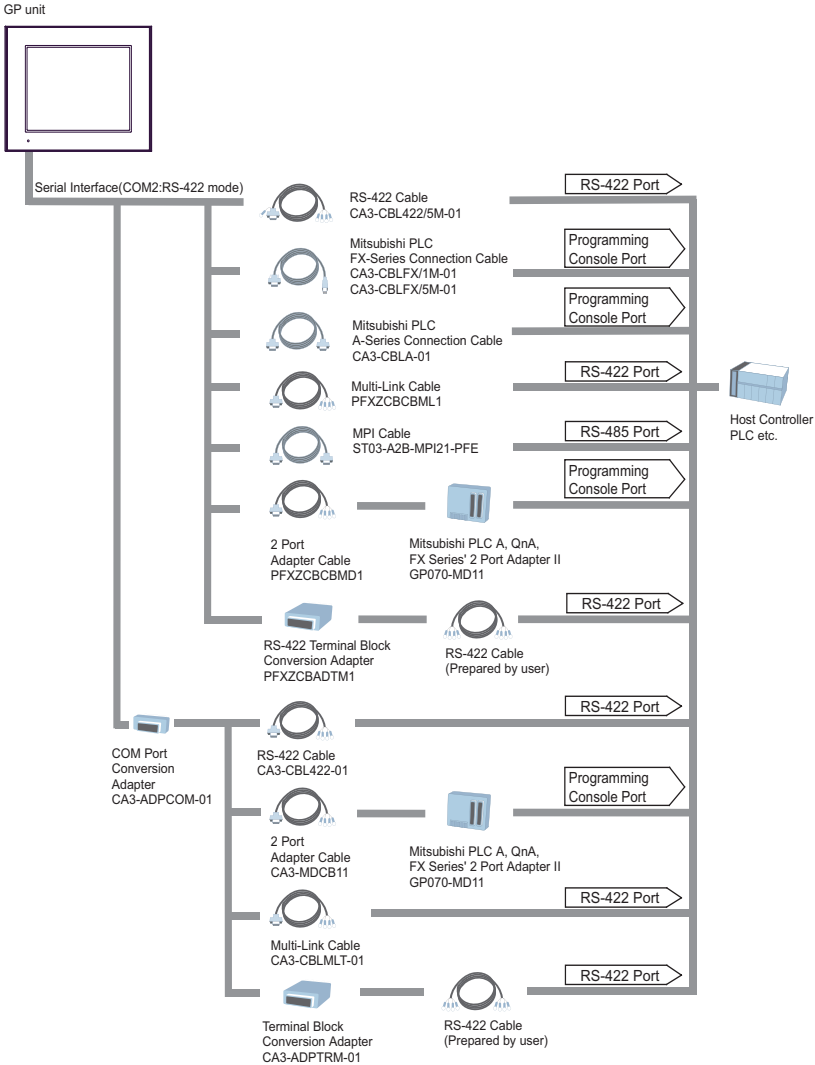 GP unit
Serial Interface(COM2:RS-422 mode)
RS-422 Cable
CA3-CBL422/5M-01
RS-422 Port
Mitsubishi PLC
FX-Series Connection Cable
CA3-CBLFX/1M-01
CA3-CBLFX/5M-01
Programming
Console Port
Mitsubishi PLC
A-Series Connection Cable
CA3-CBLA-01
Programming
Console Port
Multi-Link Cable
PFXZCBCBML1
RS-422 Port
Host Controller
PLC etc.
MPI Cable
ST03-A2B-MPI21-PFE
RS-485 Port
2 Port
Adapter Cable
PFXZCBCBMD1
Mitsubishi PLC A, QnA,
FX Series' 2 Port Adapter II
GP070-MD11
Programming
Console Port
RS-422 Terminal Block
Conversion Adapter
PFXZCBADTM1
RS-422 Cable
(Prepared by user)
RS-422 Port
COM Port
Conversion
Adapter
CA3-ADPCOM-01
RS-422 Cable
CA3-CBL422-01
RS-422 Port
2 Port
Adapter Cable
CA3-MDCB11
Mitsubishi PLC A, QnA,
FX Series' 2 Port Adapter II
GP070-MD11
Programming
Console Port
Multi-Link Cable
CA3-CBLMLT-01
RS-422 Port
Terminal Block
Conversion Adapter
CA3-ADPTRM-01
RS-422 Cable
(Prepared by user)
RS-422 Port